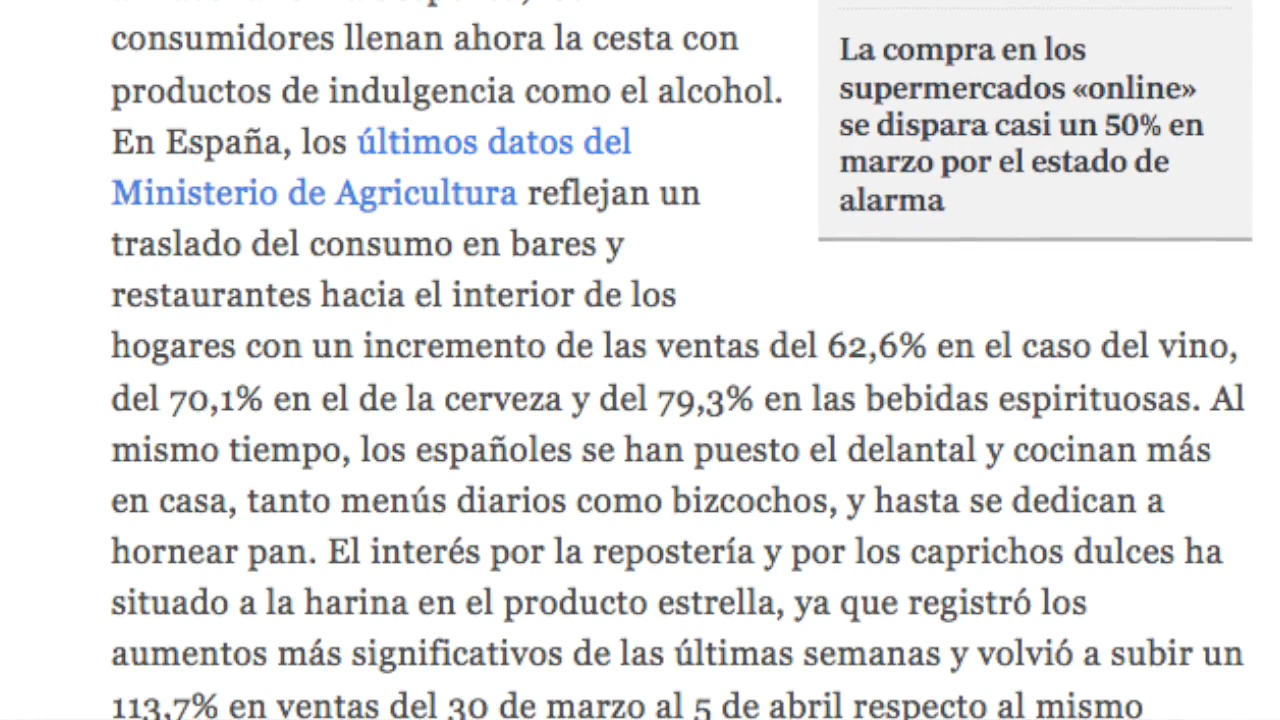 consumidores llenan ahora la cesta con
productos de indulgencia como el alcohol.
En España, los últimos datos del
Ministerio de Agricultura reflejan un
traslado del consumo en bares y
restaurantes hacia el interior de los
hogares con un incremento de las ventas del 62,6% en el caso del vino,
del 70,1% en el de la cerveza y del 79,3% en las bebidas espirituosas. Al
mismo tiempo, los españoles se han puesto el delantal y cocinan más
en casa, tanto menús diarios como bizcochos, y hasta se dedican a
hornear pan. El interés por la repostería y por los caprichos dulces ha
situado a la harina en el producto estrella, ya que registró los
aumentos más significativos de las últimas semanas y volvió a subir un
113,7% en ventas del 30 de marzo al 5 de abril respecto al mismo
La compra en los
supermercados «online»
se dispara casi un 50% en
marzo por el estado de
alarma